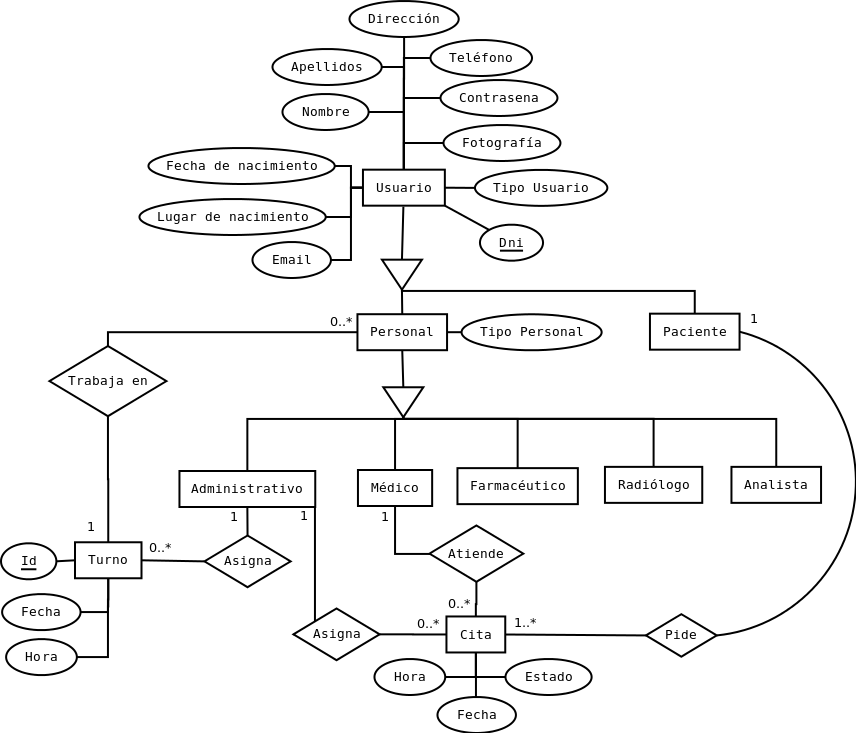 Dirección
Apellidos
Teléfono
Nombre
Contrasena
Fotografía
Fecha de nacimiento
Usuario
Tipo Usuario
Lugar de nacimiento
Dni
Email
0..*
Personal
Tipo Personal
Paciente
1
Trabaja en
Administrativo
Médico
Farmacéutico
Radiólogo
Analista
1
1
1
1
0..*
Id
Turno
Asigna
Atiende
Fecha
Hora
0..*
0..*
1..*
Asigna
Cita
Pide
Hora
Estado
Fecha